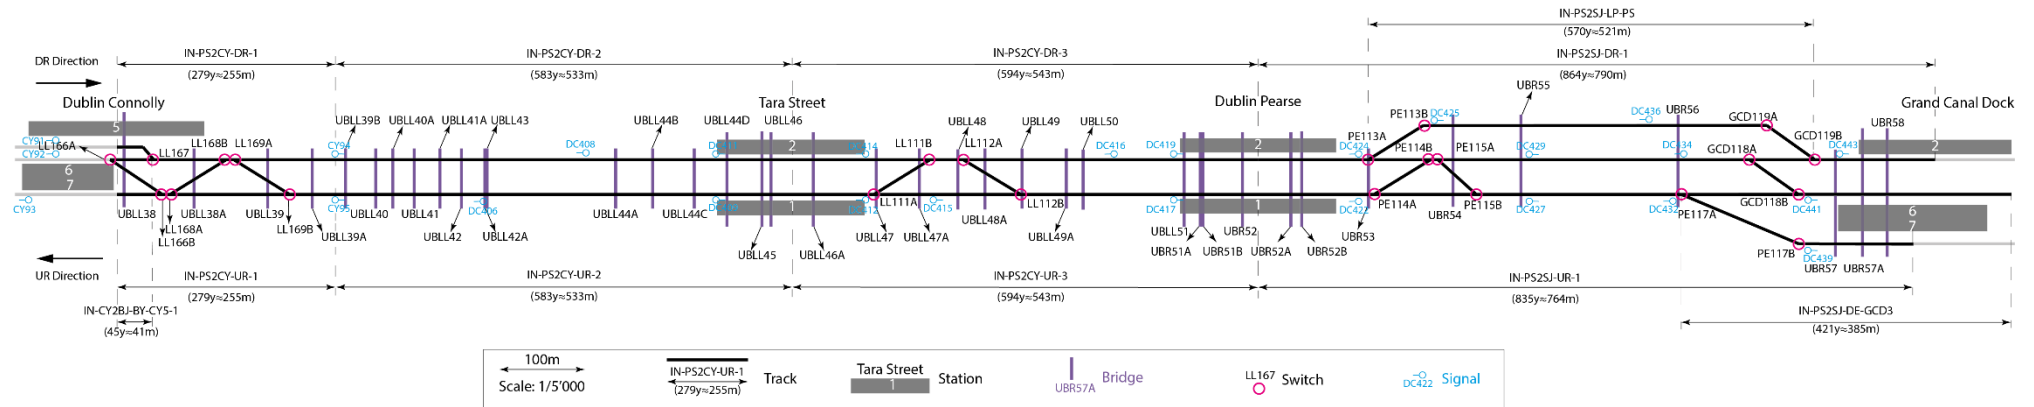 IN-PS2SJ-LP-PS
(570y≈521m)
IN-PS2CY-DR-1
IN-PS2CY-DR-2
IN-PS2CY-DR-3
IN-PS2SJ-DR-1
DR Direction
(279y≈255m)
(583y≈533m)
(594y≈543m)
(864y≈790m)
UBR55
Dublin Connolly
Tara Street
Dublin Pearse
Grand Canal Dock
5
UBLL39B
UBLL40A
UBLL41A
UBLL43
UBLL44B
UBLL44D
UBLL46
UBLL48
UBLL49
UBLL50
PE113B
DC425
DC436
UBR56
GCD119A
UBR58
CY91
CY92
LL166A
LL167
LL168B
LL169A
CY94
DC408
2
LL111B
LL112A
DC416
DC419
2
PE113A
DC424
PE114B
PE115A
DC429
GCD118A
GCD119B
DC443
2
6
7
CY93
UBLL38
UBLL38A
UBLL39
CY95
UBLL40
UBLL41
DC406
UBLL44A
UBLL44C
1
DC412
LL111A
DC415
LL112B
DC417
1
DC422
PE114A
UBR54
PE115B
DC427
DC432
PE117A
GCD118B
DC441
6
7
LL168A
LL166B
LL169B
UBLL39A
UBLL42
UBLL42A
UBLL45
UBLL46A
UBLL47
UBLL47A
UBLL48A
UBLL49A
UBLL51
UBR51A
UBR51B
UBR52
UBR52A
UBR52B
UBR53
PE117B
DC439
UBR57
UBR57A
UR Direction
IN-PS2CY-UR-1
IN-PS2CY-UR-2
IN-PS2CY-UR-3
IN-PS2SJ-UR-1
(279y≈255m)
(583y≈533m)
(594y≈543m)
(835y≈764m)
IN-CY2BJ-BY-CY5-1
(45y≈41m)
IN-PS2SJ-DE-GCD3
(421y≈385m)
100m
Scale: 1/5'000
IN-PS2CY-UR-1
(279y≈255m)
Track
Tara Street
1
Station
UBR57A
Bridge
LL167
Switch
DC422
Signal